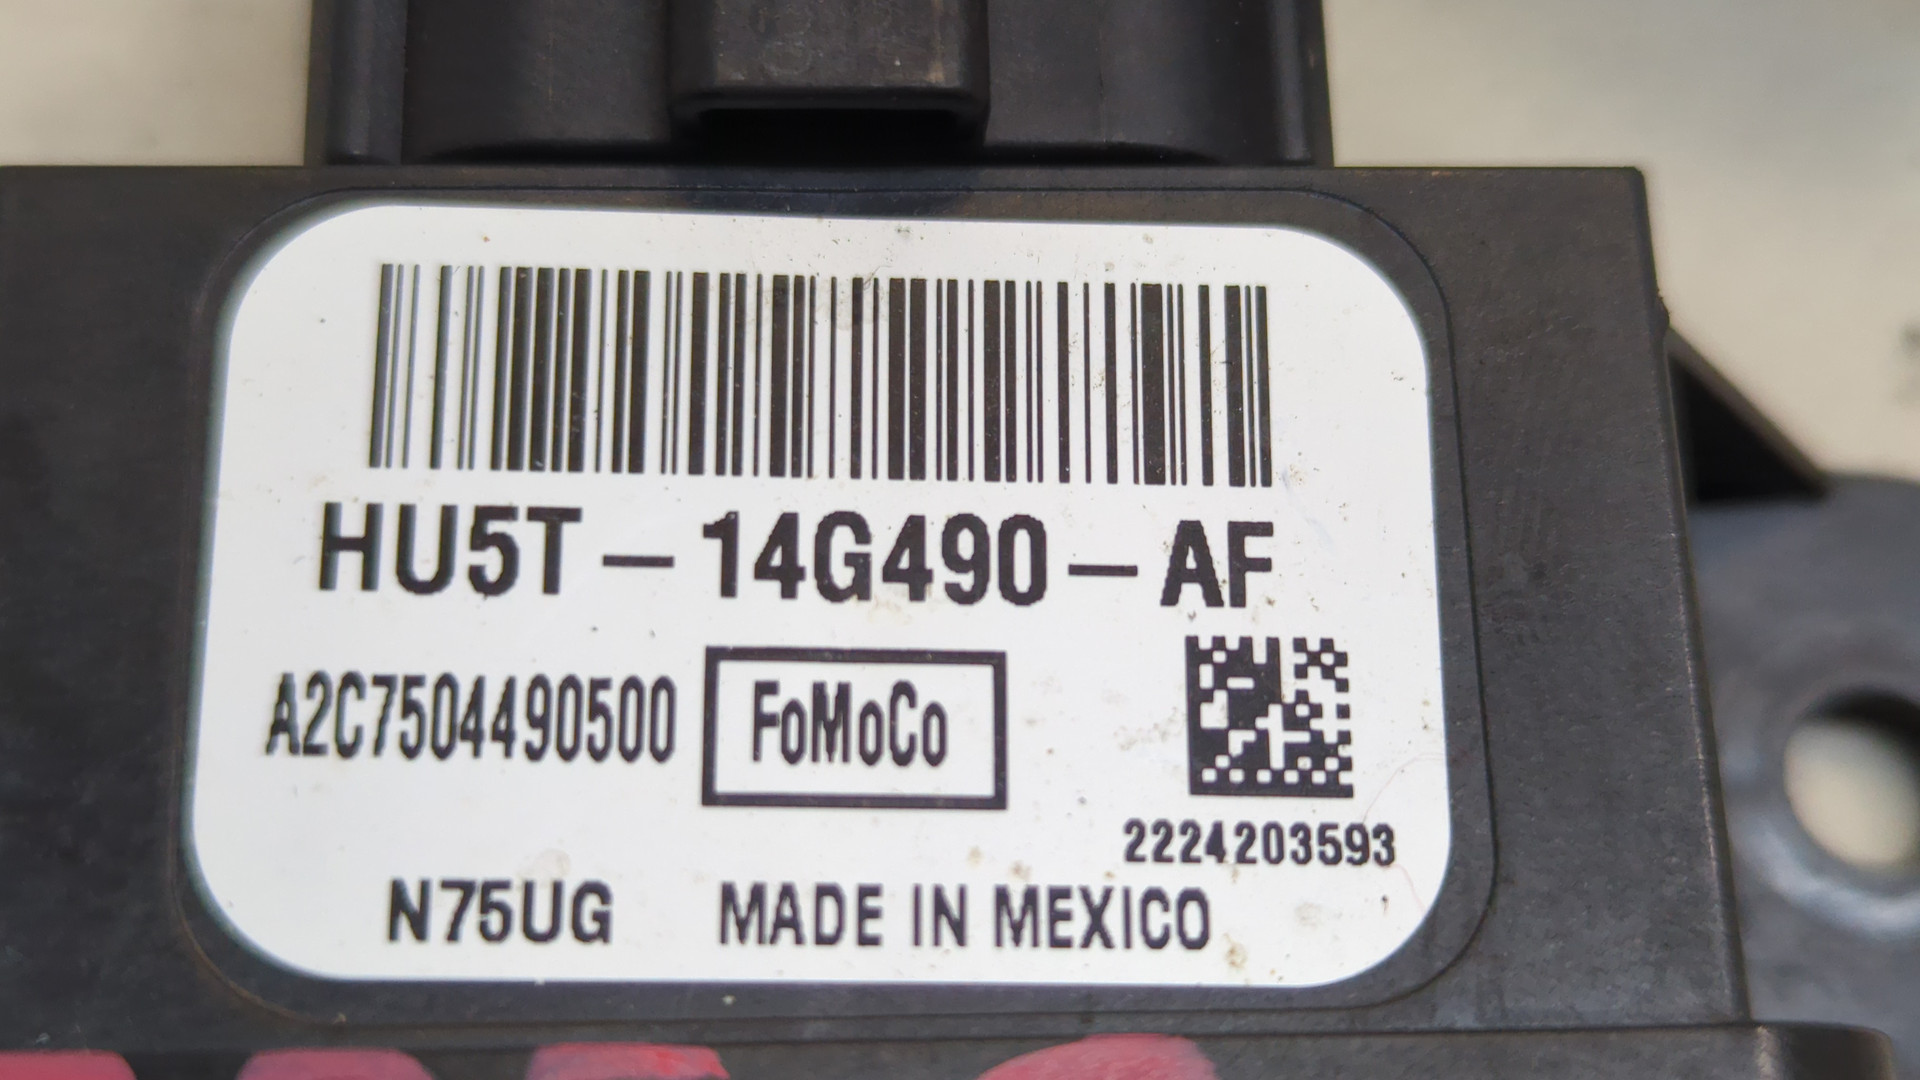 HU5T-14G490-AF
A2C7504490500 FoMoCo
2224203593
N75UG MADE IN MEXICO